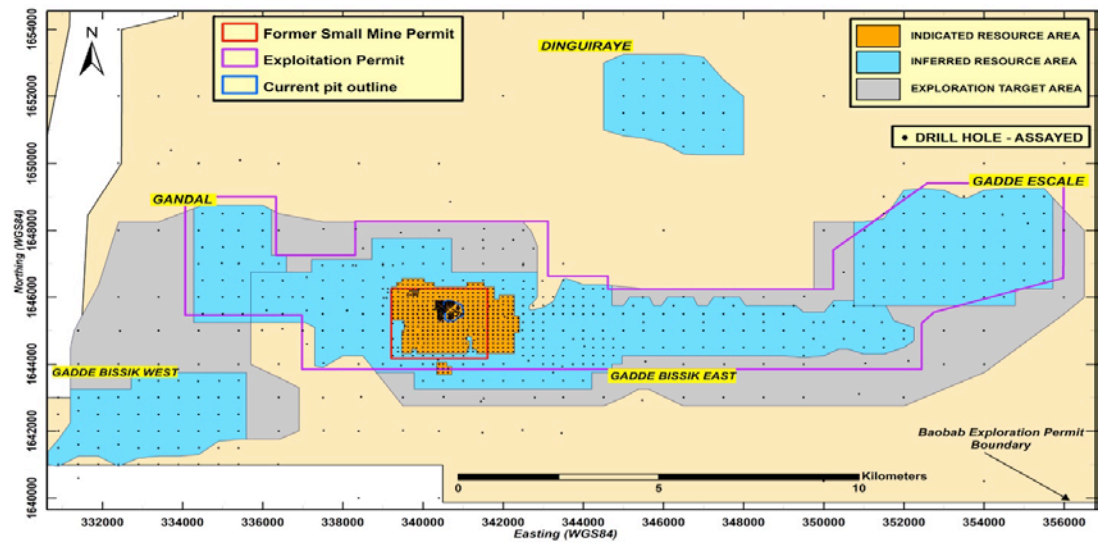 N
Former Small Mine Permit
Exploitation Permit
Current pit outline
DINGUIRAYE
INDICATED RESOURCE AREA
INFERRED RESOURCE AREA
EXPLORATION TARGET AREA
• DRILL HOLE - ASSAYED
GANDAL
GADDE ESCALE
GADDE BISSIK WEST
GADDE BISSIK EAST
Baobab Exploration Permit
Boundary
Kilometers
0 5 10
1654000
1652000
1650000
1648000
1646000
1644000
1642000
1640000
Northing (WGS84)
332000 334000 336000 338000 340000 342000 344000 346000 348000 350000 352000 354000 356000
Easting (WGS84)